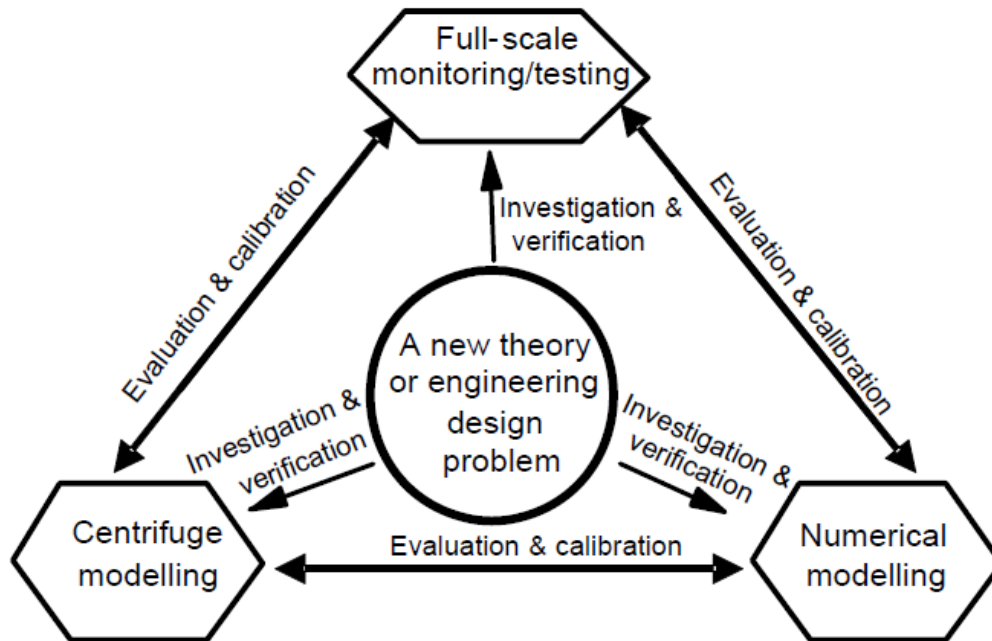 Full-scale
monitoring/testing
Evaluation & calibration
Evaluation & calibration
Investigation &
verification
A new theory
or engineering
design
problem
Investigation &
verification
Investigation &
verification
Centrifuge
modelling
Evaluation & calibration
Numerical
modelling